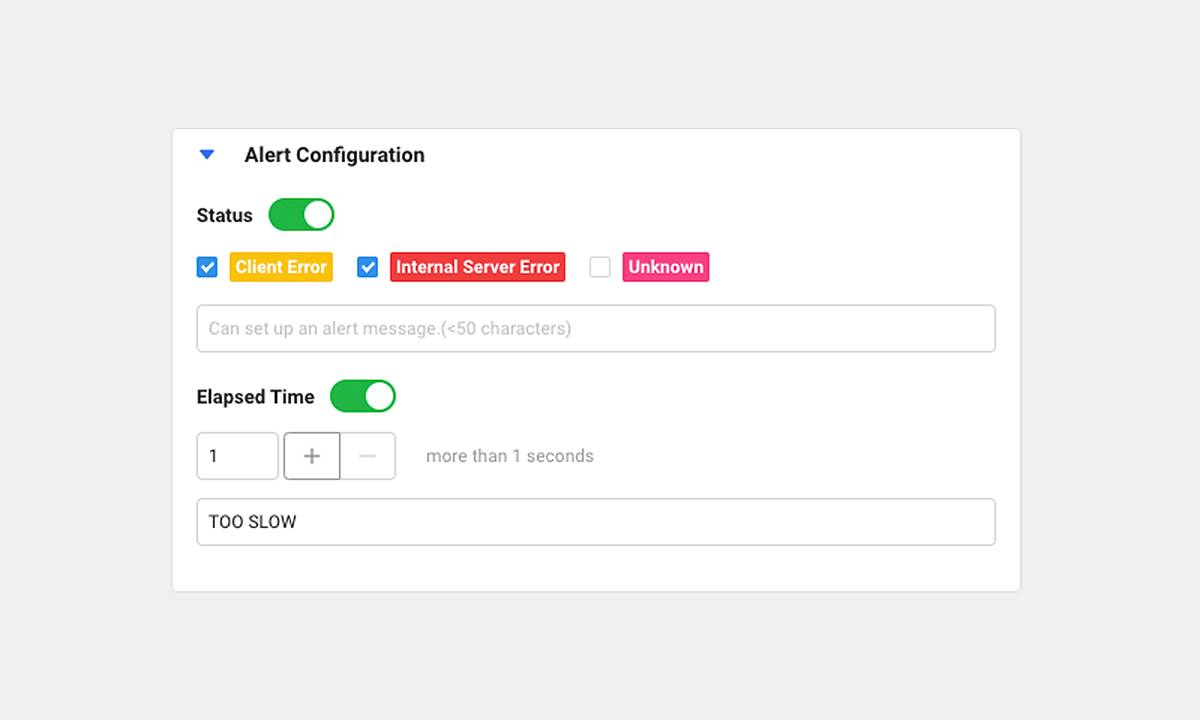 Alert Configuration
Status
Client Error Internal Server Error Unknown
Can set up an alert message.(<50 characters)
Elapsed Time
1 + − more than 1 seconds
TOO SLOW